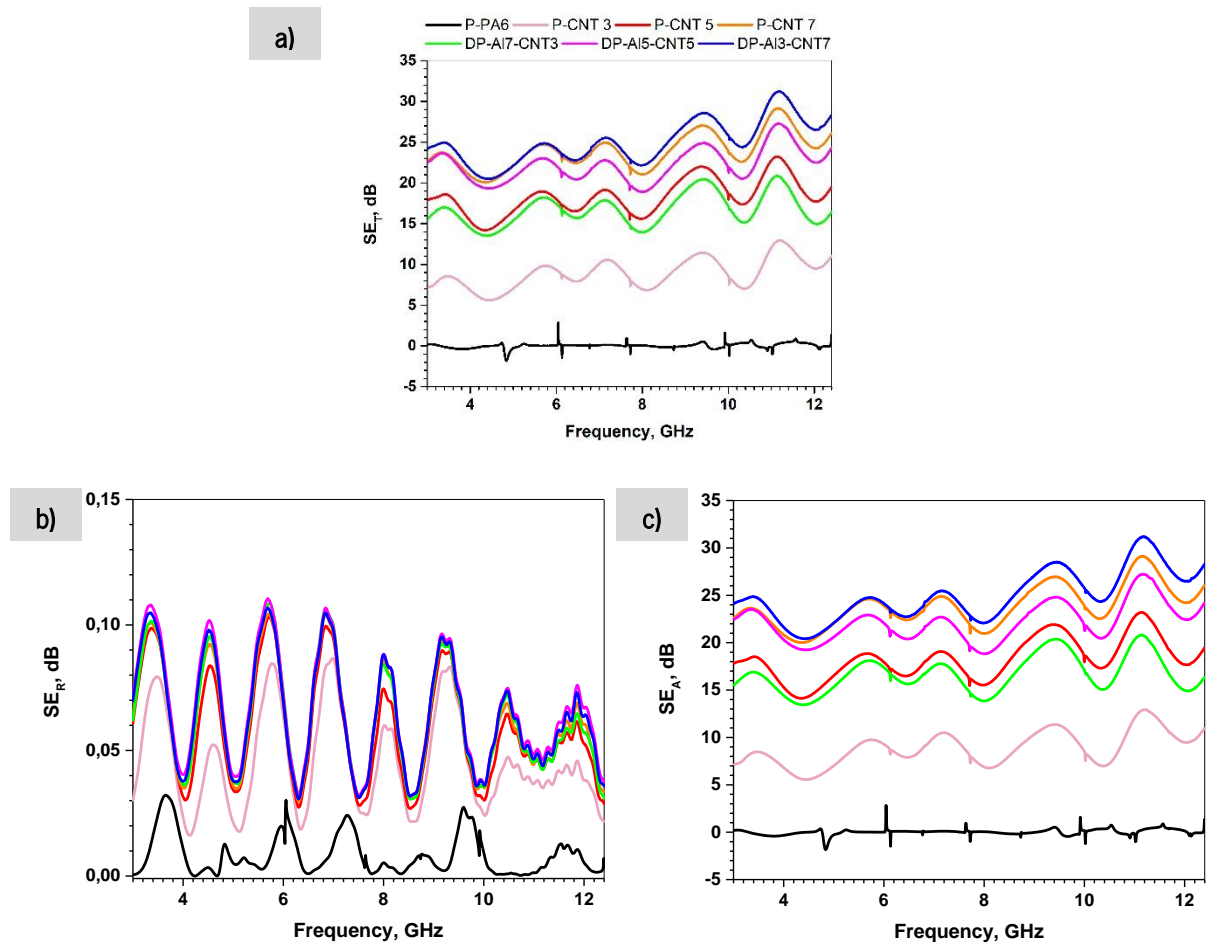 a)
P-PA6 P-CNT 3 P-CNT 5 P-CNT 7
DP-Al7-CNT3 DP-Al5-CNT5 DP-Al3-CNT7
35
30
25
20
15
10
5
0
-5
SE_T, dB
4 6 8 10 12
Frequency, GHz
b)
0,15
0,10
0,05
0,00
SE_R, dB
4 6 8 10 12
Frequency, GHz
c)
35
30
25
20
15
10
5
0
-5
SE_A, dB
4 6 8 10 12
Frequency, GHz